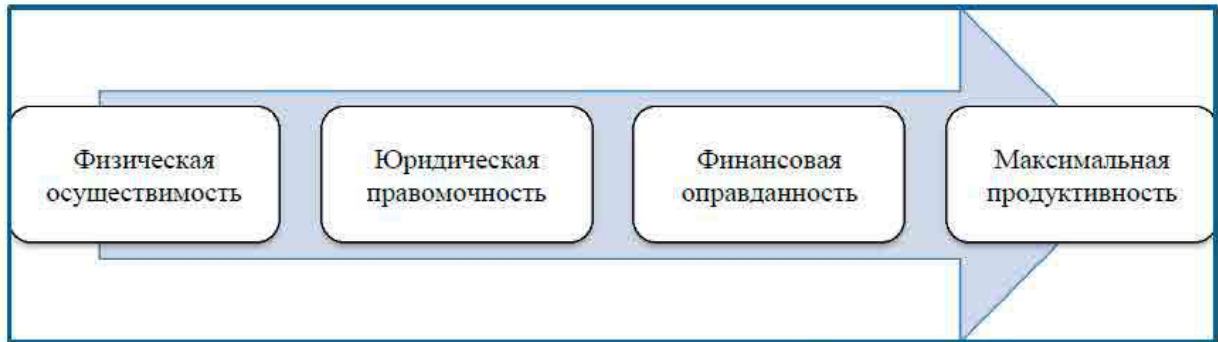 Физическая
осуществимость
Юридическая
правомочность
Финансовая
оправданность
Максимальная
продуктивность